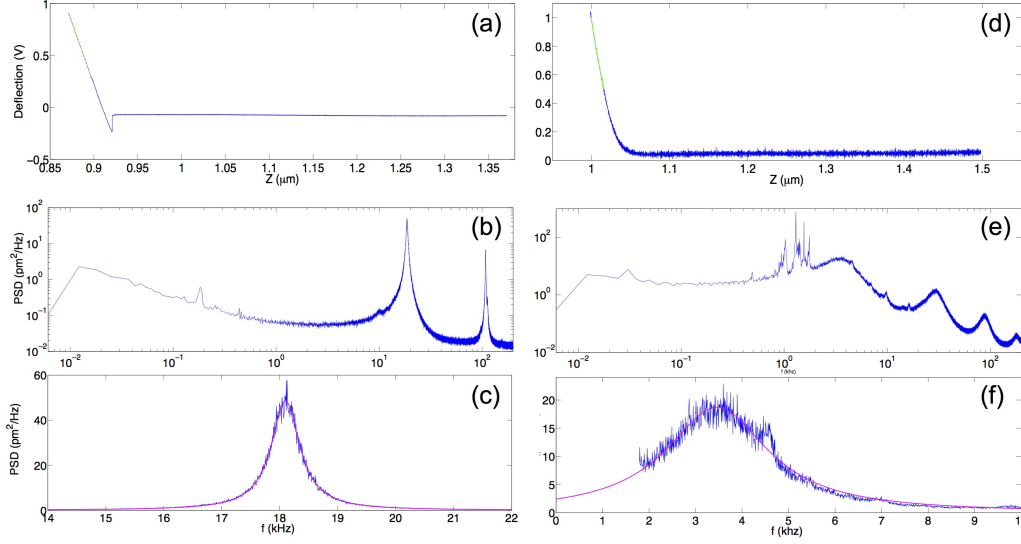 (a)
1
0.5
0
−0.5
Deflection (V)
0.85 0.9 0.95 1 1.05 1.1 1.15 1.2 1.25 1.3 1.35
Z (μm)
(d)
1
0.8
0.6
0.4
0.2
0
1 1.1 1.2 1.3 1.4 1.5
Z (μm)
(b)
10² 10¹ 10⁰ 10⁻¹ 10⁻²
PSD (pm²/Hz)
10⁻² 10⁻¹ 10⁰ 10¹ 10²
(e)
10² 10⁰ 10⁻²
10⁻² 10⁻¹ 10⁰ 10¹ 10²
f (khz)
(c)
60
40
20
0
PSD (pm²/Hz)
14 15 16 17 18 19 20 21 22
f (kHz)
(f)
20
15
10
5
0
0 1 2 3 4 5 6 7 8 9 10
f (khz)